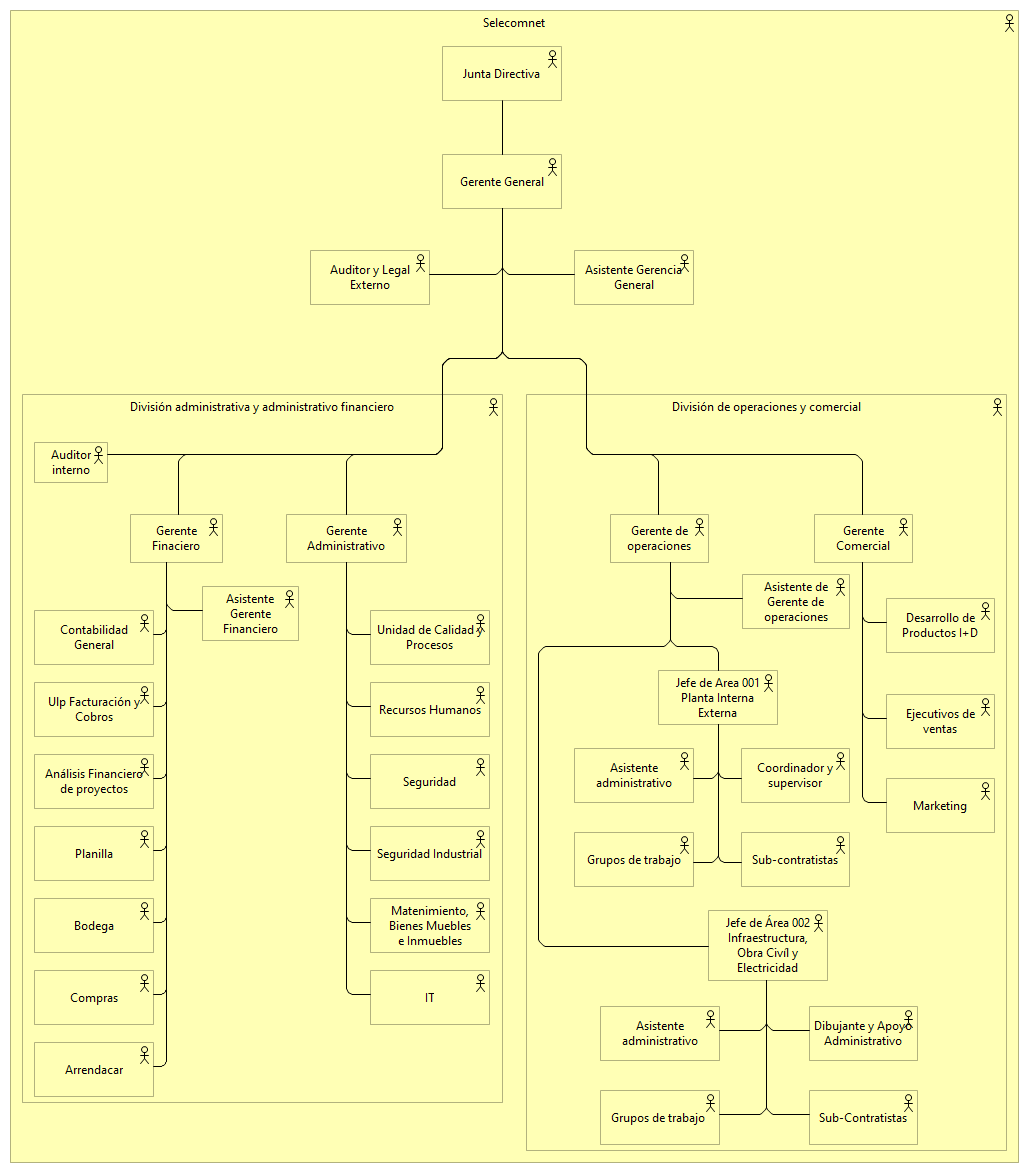 Selecomnet
Junta Directiva
Gerente General
Auditor y Legal
Externo
Asistente Gerencia
General
División administrativa y administrativo financiero
Auditor
interno
Gerente
Finaciero
Gerente
Administrativo
Asistente
Gerente
Financiero
Contabilidad
General
Unidad de Calidad y
Procesos
Ulp Facturación y
Cobros
Recursos Humanos
Análisis Financiero
de proyectos
Seguridad
Planilla
Seguridad Industrial
Bodega
Matenimiento,
Bienes Muebles
e Inmuebles
Compras
IT
Arrendacar
División de operaciones y comercial
Gerente de
operaciones
Gerente
Comercial
Asistente de
Gerente de
operaciones
Desarrollo de
Productos I+D
Jefe de Area 001
Planta Interna
Externa
Ejecutivos de
ventas
Asistente
administrativo
Coordinador y
supervisor
Marketing
Grupos de trabajo
Sub-contratistas
Jefe de Área 002
Infraestructura,
Obra Civíl y
Electricidad
Asistente
administrativo
Dibujante y Apoyo
Administrativo
Grupos de trabajo
Sub-Contratistas